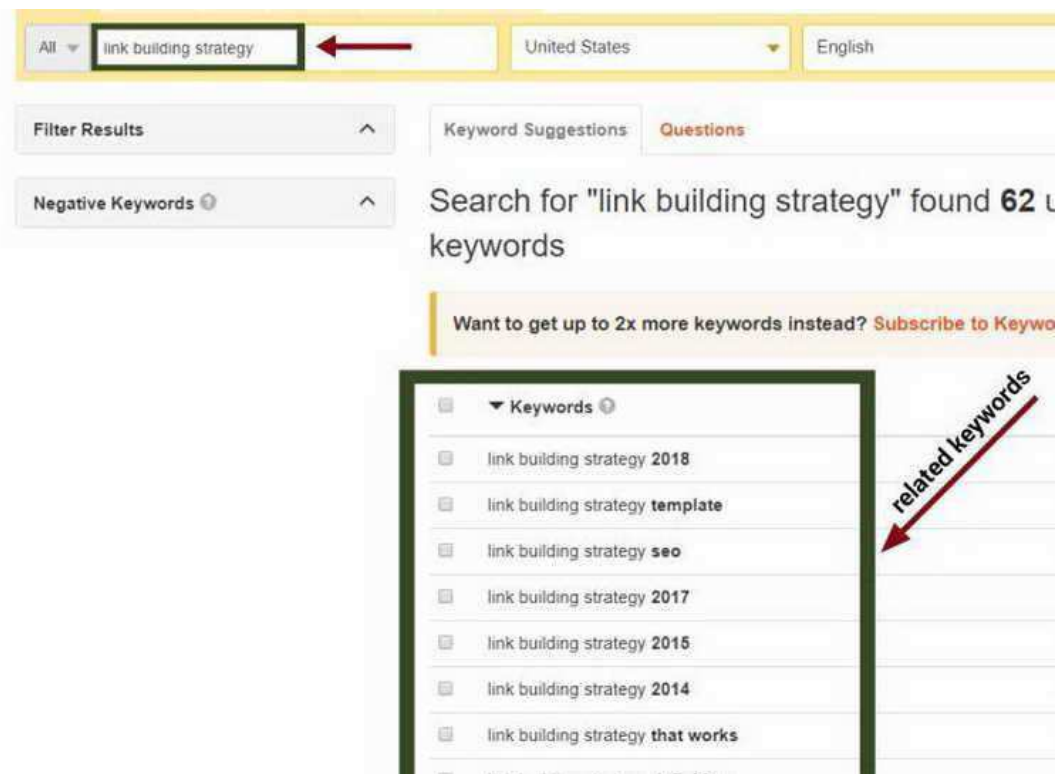 All link building strategy United States English
Filter Results
Keyword Suggestions Questions
Negative Keywords
Search for "link building strategy" found 62
keywords
Want to get up to 2x more keywords instead? Subscribe to
related keywords
Keywords
link building strategy 2018
link building strategy template
link building strategy seo
link building strategy 2017
link building strategy 2015
link building strategy 2014
link building strategy that works